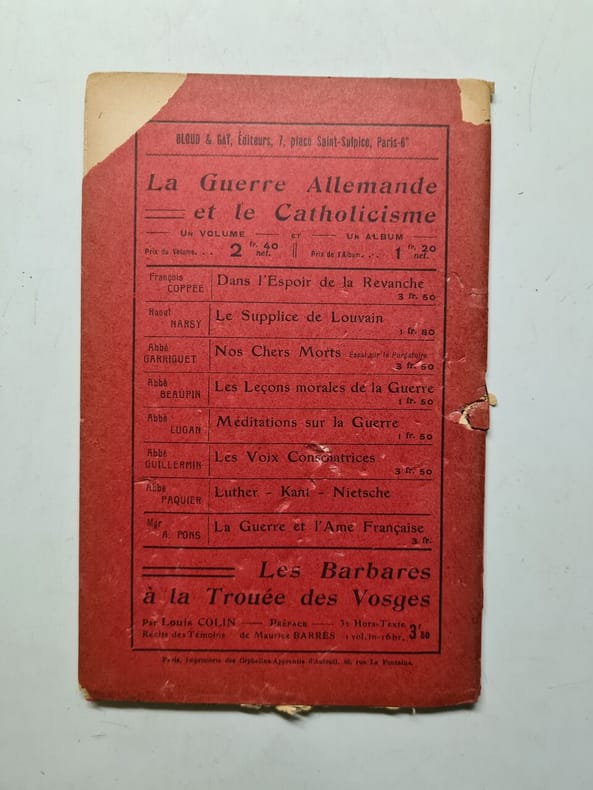 BLOUD & GAY, Éditeurs, 7, place Saint-Sulpice, Paris-6ᵉ
La Guerre Allemande
et le Catholicisme
UN VOLUME — ET — UN ALBUM
Prix du Volume. . . 2 fr. 40 net. Prix de l'Album. . . 1 fr. 20 net.
François COPPÉE Dans l'Espoir de la Revanche 3 fr. 50
Raoul NARSY Le Supplice de Louvain 1 fr. 80
Abbé GARRIGUET Nos Chers Morts Essai sur le Purgatoire 3 fr. 50
Abbé BEAUPIN Les Leçons morales de la Guerre 1 fr. 50
Abbé LUGAN Méditations sur la Guerre 1 fr. 50
Abbé GUILLERMIN Les Voix Consolatrices 3 fr. 50
Abbé PAQUIER Luther - Kant - Nietsche
Mgr A. PONS La Guerre et l'Ame Française 3 fr.
Les Barbares
à la Trouée des Vosges
Par Louis COLIN — PRÉFACE — 31 Hors-Texte
Récits des Témoins de Maurice BARRÈS 1 vol. in-16 br. 3 f 50
Paris, Imprimerie des Orphelins-Apprentis d'Auteuil, 40, rue La Fontaine.